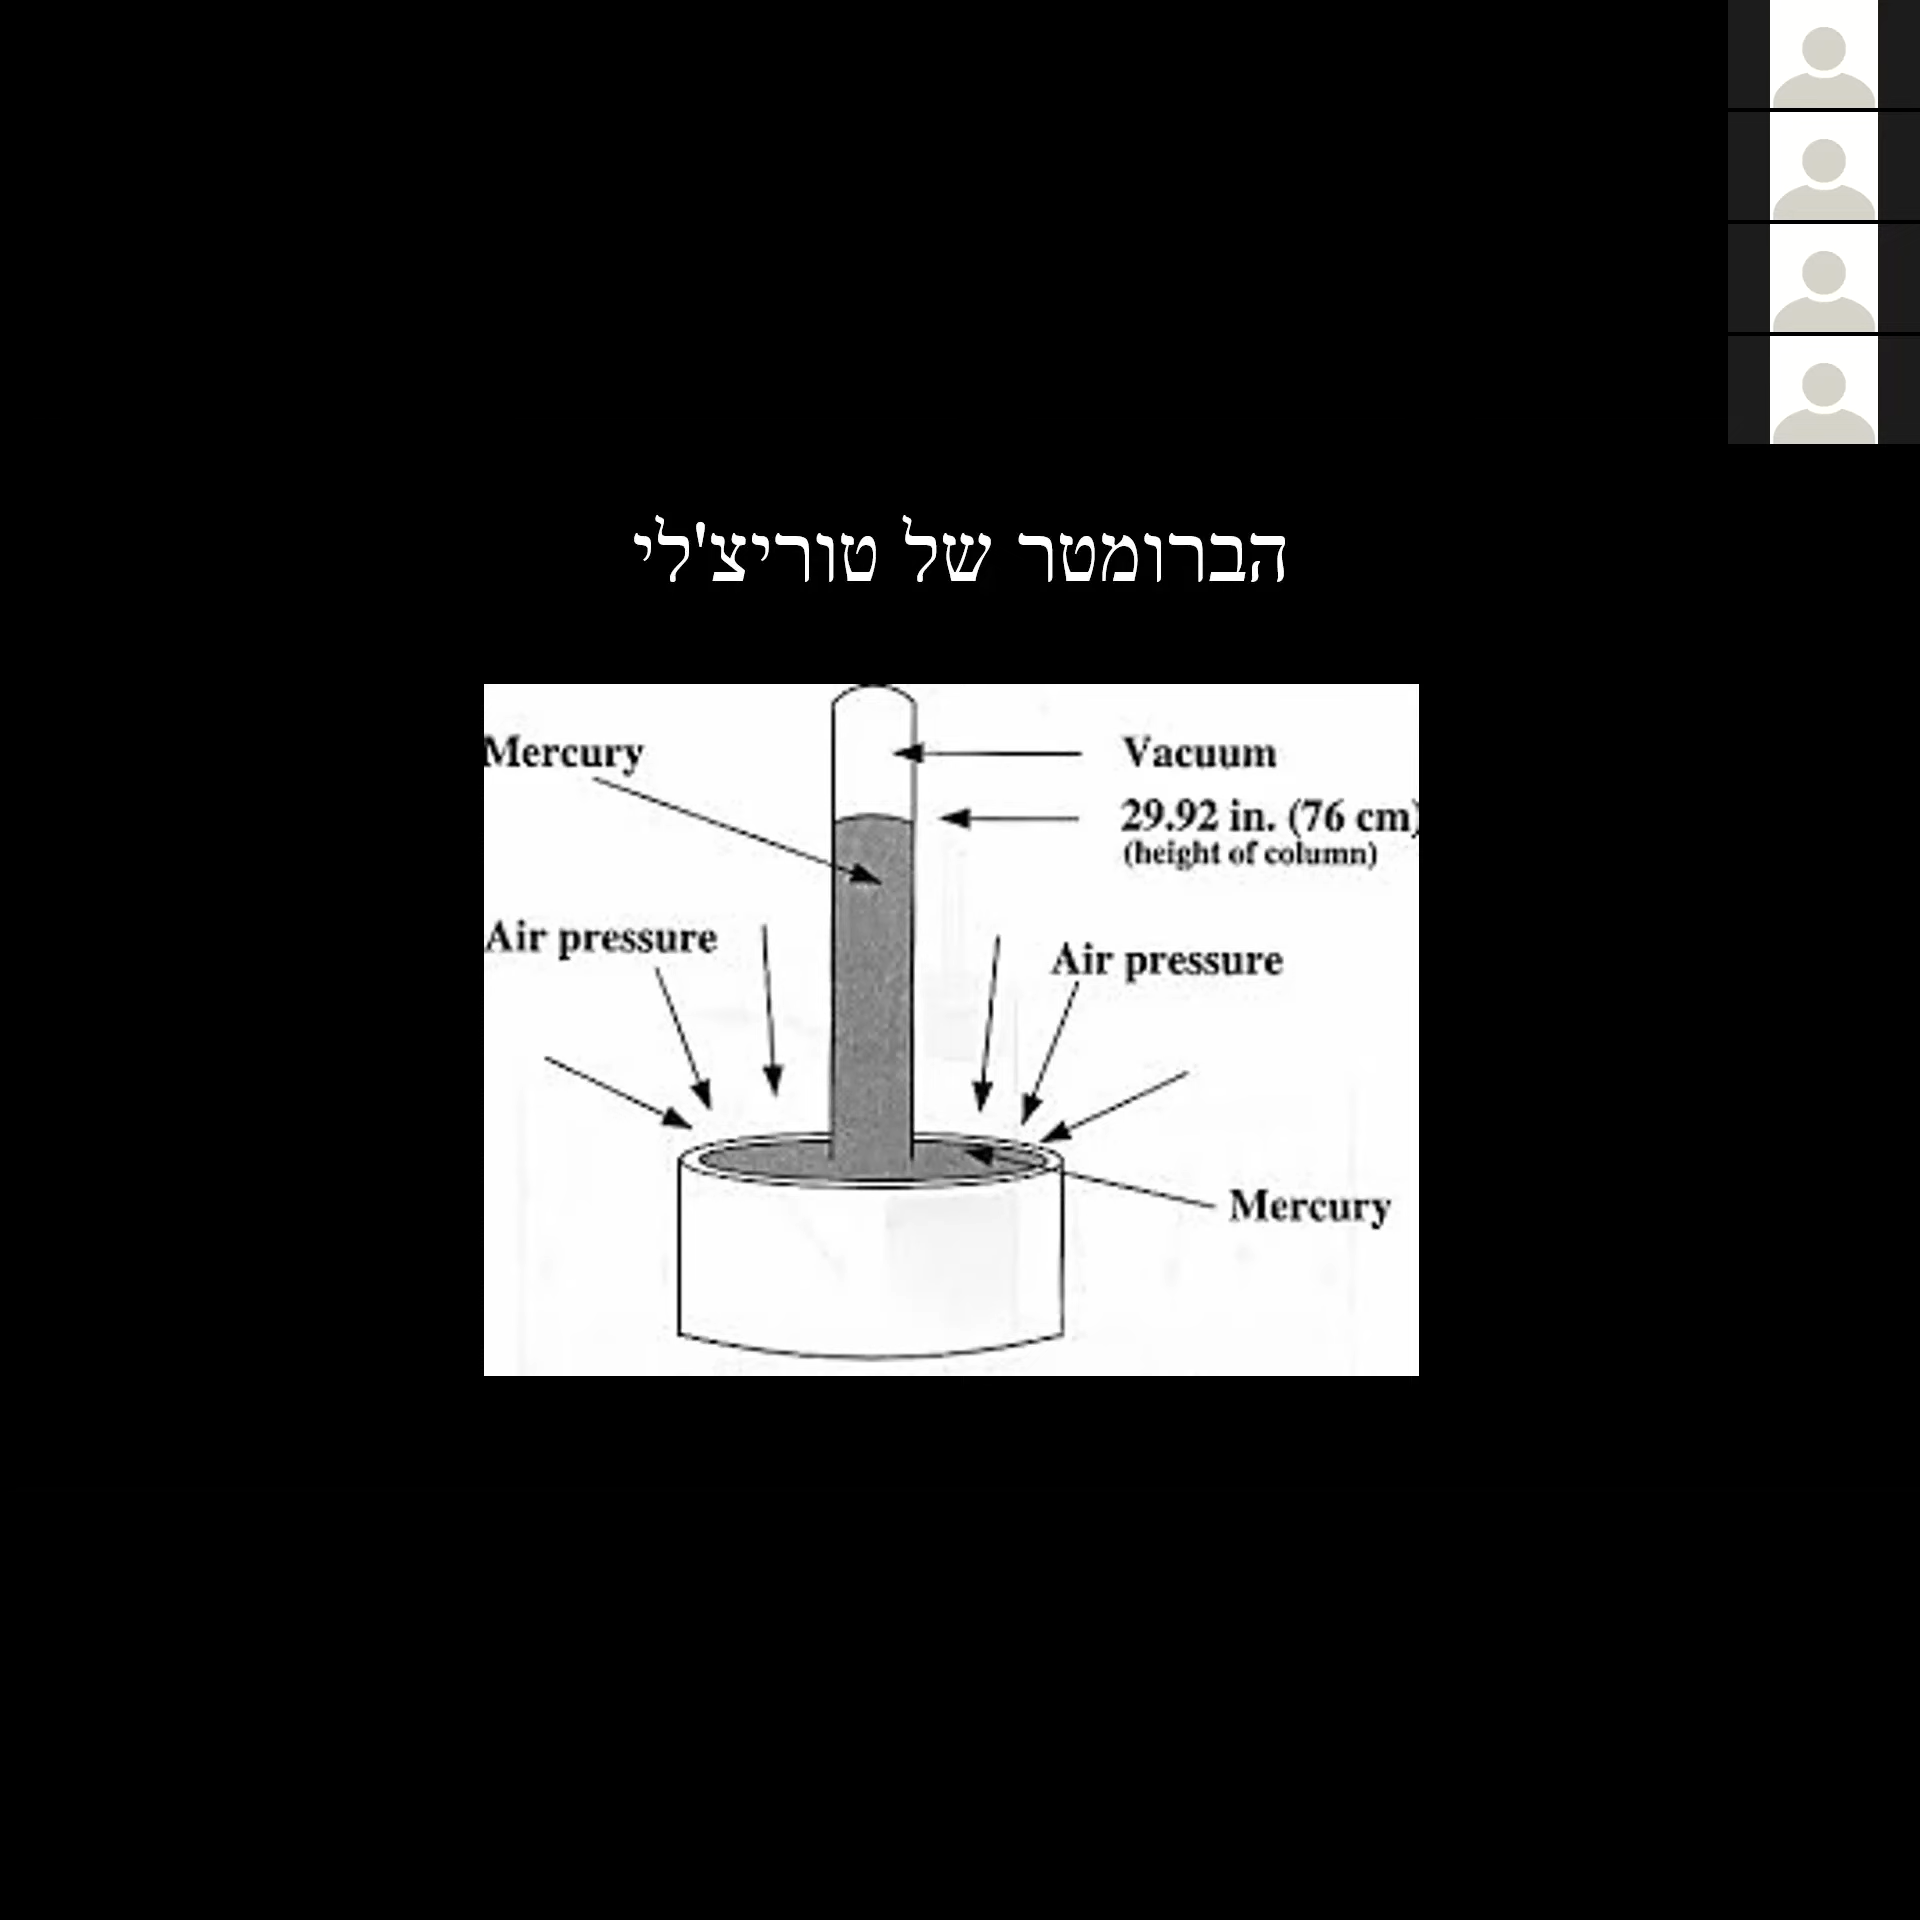 הברומטר של טוריצ'לי
Mercury
Vacuum
29.92 in. (76 cm)
(height of column)
Air pressure
Air pressure
Mercury